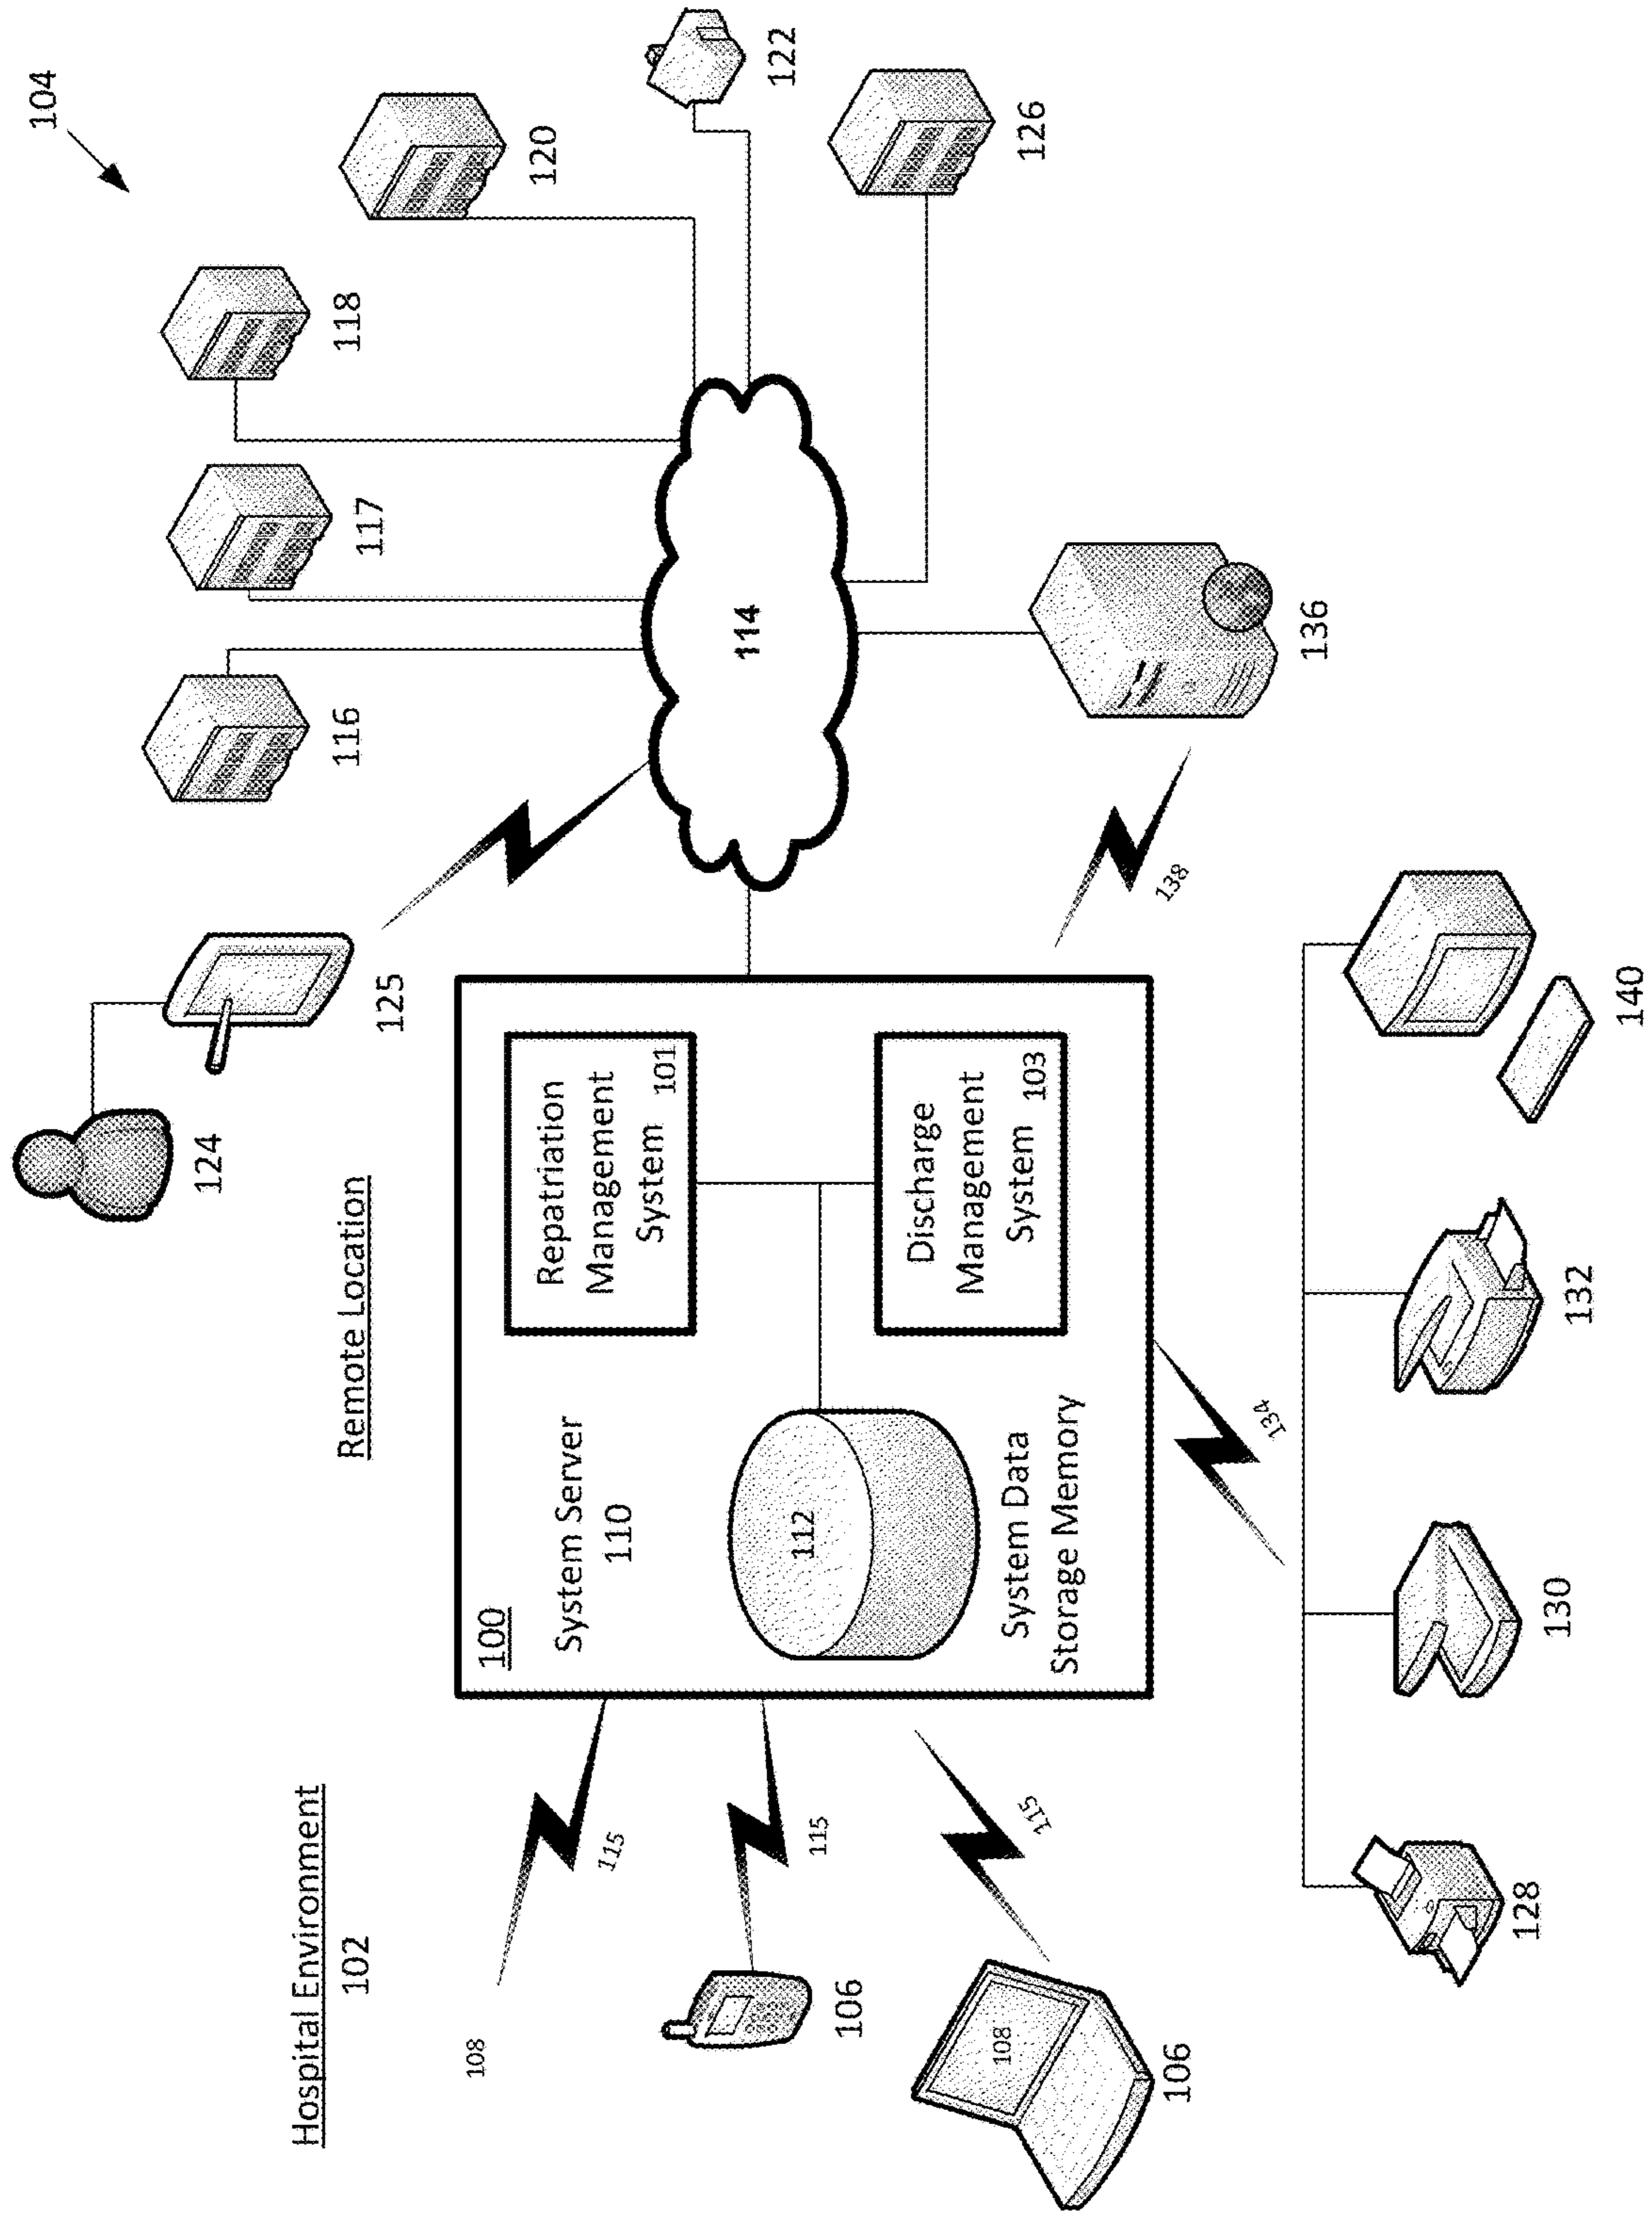 104
124
125
116
117
118
120
122
126
Remote Location
114
136
138
Hospital Environment
102
100
System Server
110
Repatriation
Management
System 101
112
Discharge
Management
System 103
System Data
Storage Memory
108
115
106
115
108
106
115
134
128
130
132
140